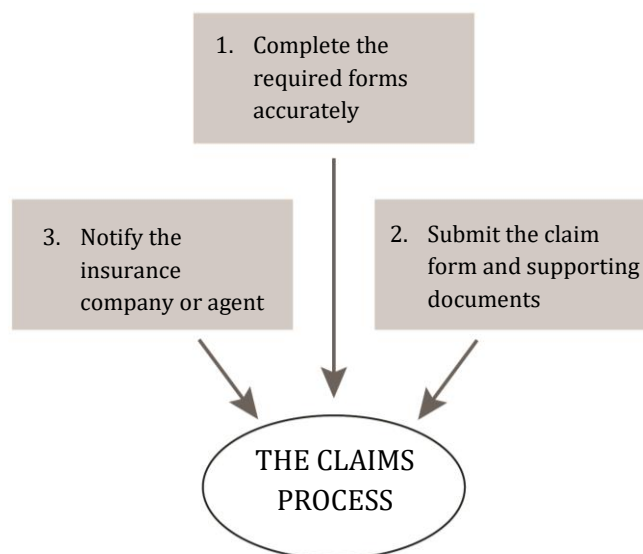 1. Complete the
required forms
accurately
3. Notify the
insurance
company or agent
2. Submit the claim
form and supporting
documents
THE CLAIMS
PROCESS